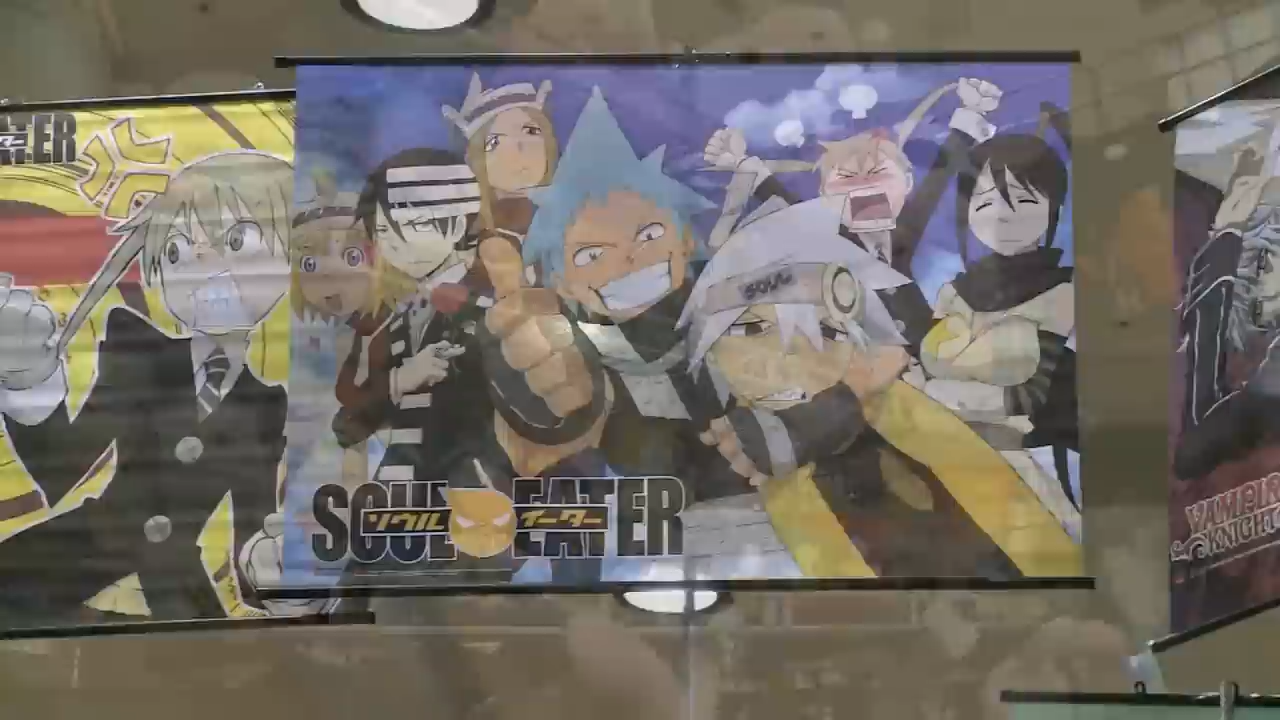 EATER
SOUL
SOUL EATER
ソウル イーター
VAMPIRE
KNIGHT